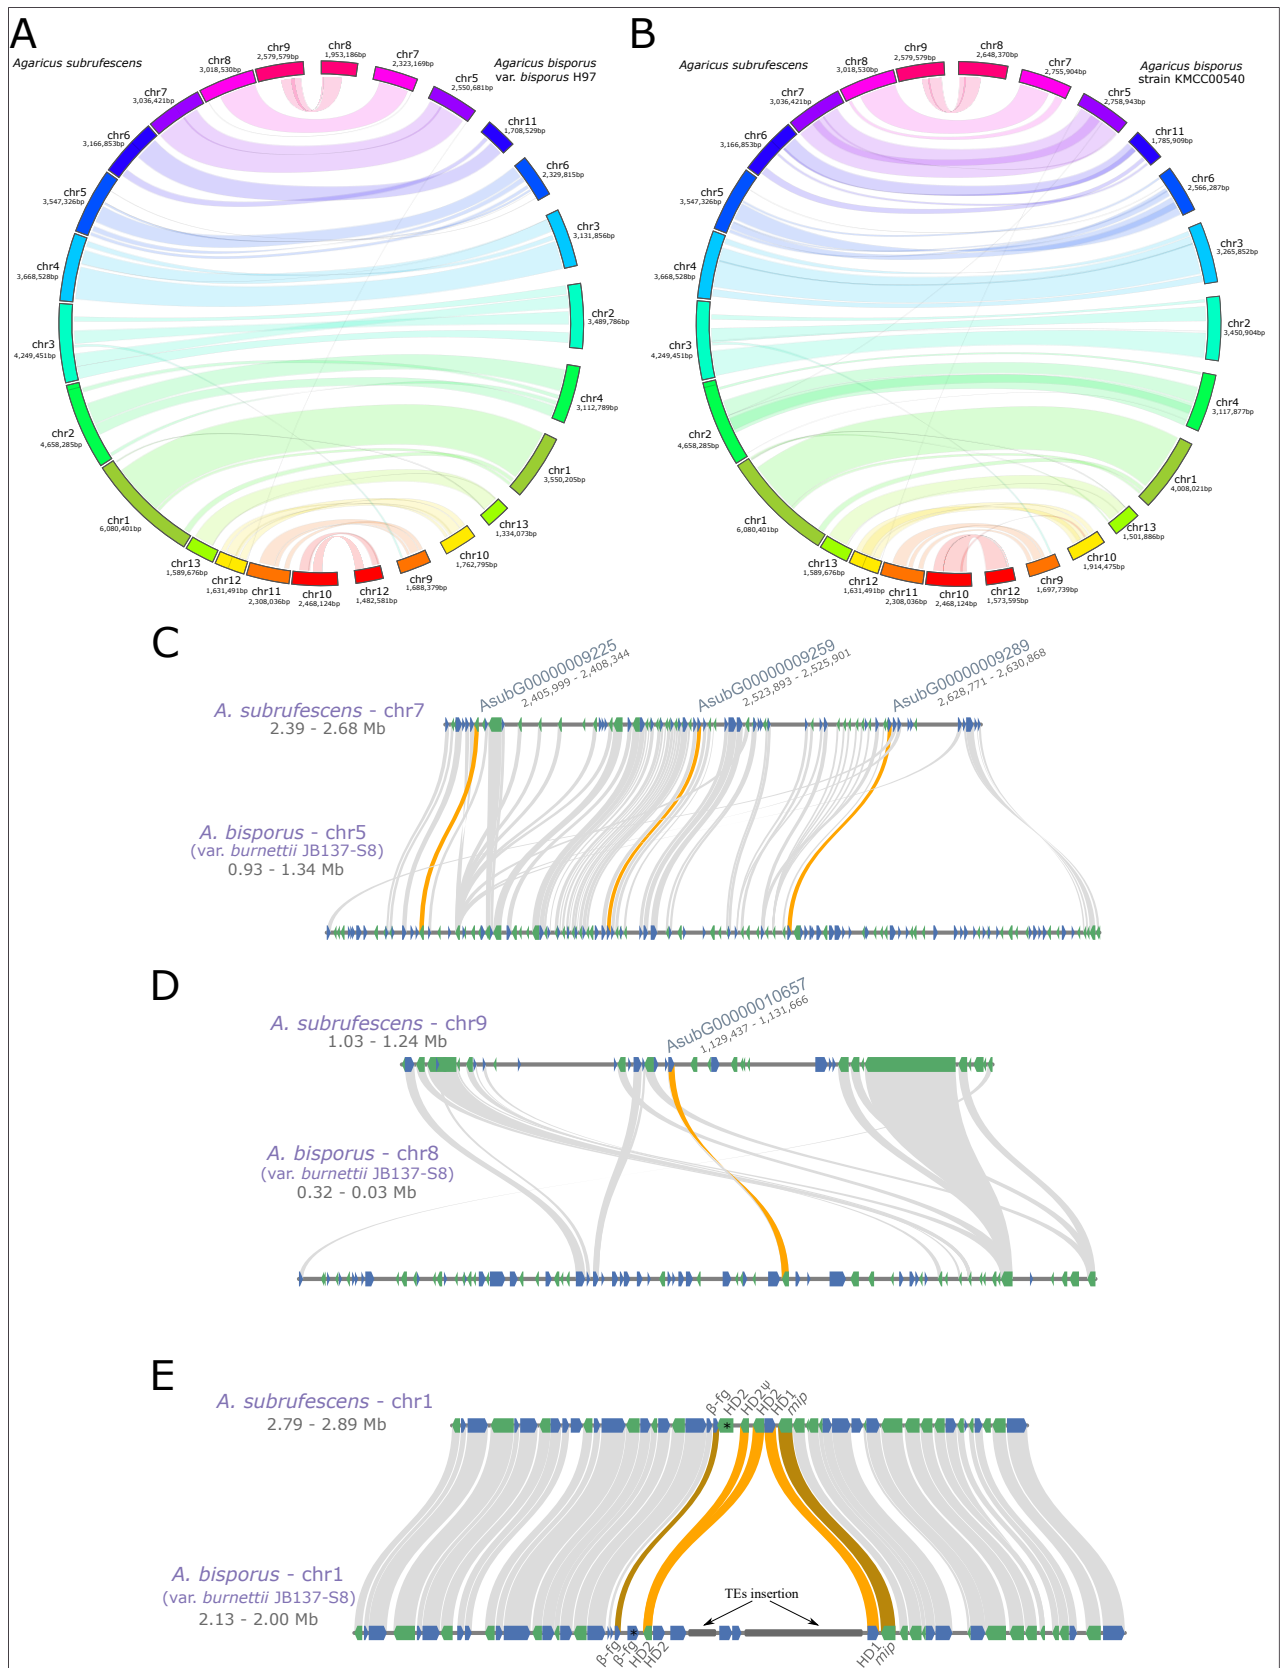 A
Agaricus subrufescens
Agaricus bisporus
var. bisporus H97
chr9
2,579,579bp
chr8
1,953,186bp
chr8
3,018,530bp
chr7
2,323,169bp
chr7
3,036,421bp
chr5
2,550,681bp
chr6
3,166,853bp
chr11
1,708,529bp
chr5
3,547,326bp
chr6
2,329,815bp
chr4
3,668,528bp
chr3
3,131,856bp
chr3
4,249,451bp
chr2
3,489,786bp
chr2
4,658,285bp
chr4
3,112,789bp
chr1
6,080,401bp
chr1
3,550,205bp
chr13
1,589,676bp
chr13
1,334,073bp
chr12
1,631,491bp
chr10
1,762,795bp
chr11
2,308,036bp
chr10
2,468,124bp
chr12
1,482,581bp
chr9
1,688,379bp
B
Agaricus subrufescens
Agaricus bisporus
strain KMCC00540
chr9
2,579,579bp
chr8
2,648,370bp
chr8
3,018,530bp
chr7
2,755,904bp
chr7
3,036,421bp
chr5
2,758,943bp
chr6
3,166,853bp
chr11
1,785,909bp
chr5
3,547,326bp
chr6
2,566,287bp
chr4
3,668,528bp
chr3
3,265,852bp
chr3
4,249,451bp
chr2
3,450,904bp
chr2
4,658,285bp
chr4
3,117,877bp
chr1
6,080,401bp
chr1
4,008,021bp
chr13
1,589,676bp
chr13
1,501,886bp
chr12
1,631,491bp
chr10
1,914,475bp
chr11
2,308,036bp
chr10
2,468,124bp
chr12
1,573,595bp
chr9
1,697,739bp
C
AsubG00000009225
2,405,999 - 2,408,344
AsubG00000009259
2,523,893 - 2,525,901
AsubG00000009289
2,628,771 - 2,630,868
A. subrufescens - chr7
2.39 - 2.68 Mb
A. bisporus - chr5
(var. burnettii JB137-S8)
0.93 - 1.34 Mb
D
AsubG00000010657
1,129,437 - 1,131,666
A. subrufescens - chr9
1.03 - 1.24 Mb
A. bisporus - chr8
(var. burnettii JB137-S8)
0.32 - 0.03 Mb
E
A. subrufescens - chr1
2.79 - 2.89 Mb
β-fg
HD2
HD2Ψ
HD2
HD1
mip
*
A. bisporus - chr1
(var. burnettii JB137-S8)
2.13 - 2.00 Mb
TEs insertion
*
β-fg
β-fg
HD2
HD2
HD1
mip